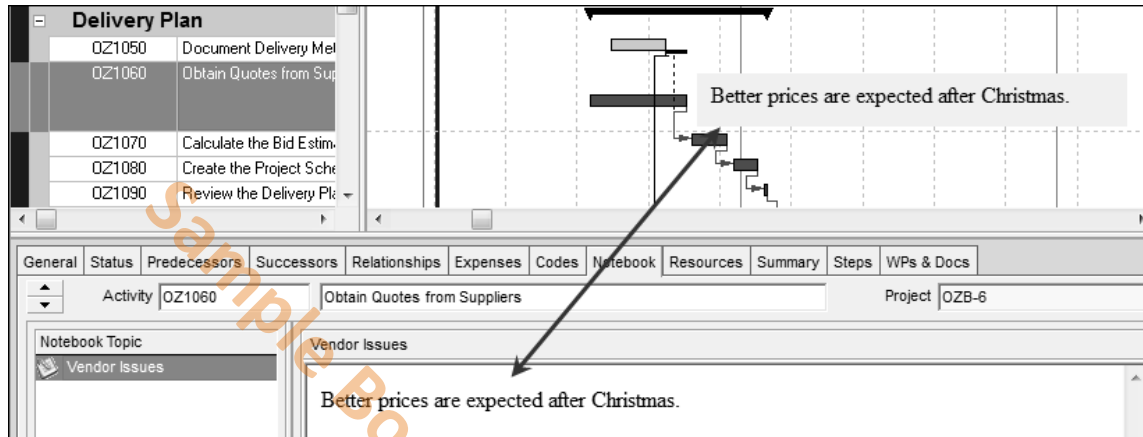 Delivery Plan
OZ1050 Document Delivery Met
OZ1060 Obtain Quotes from Sup
Better prices are expected after Christmas.
OZ1070 Calculate the Bid Estim
OZ1080 Create the Project Sche
OZ1090 Review the Delivery Pla
General Status Predecessors Successors Relationships Expenses Codes Notebook Resources Summary Steps WPs & Docs
Activity OZ1060 Obtain Quotes from Suppliers Project OZB-6
Notebook Topic Vendor Issues
Vendor Issues
Better prices are expected after Christmas.
Sample Bo